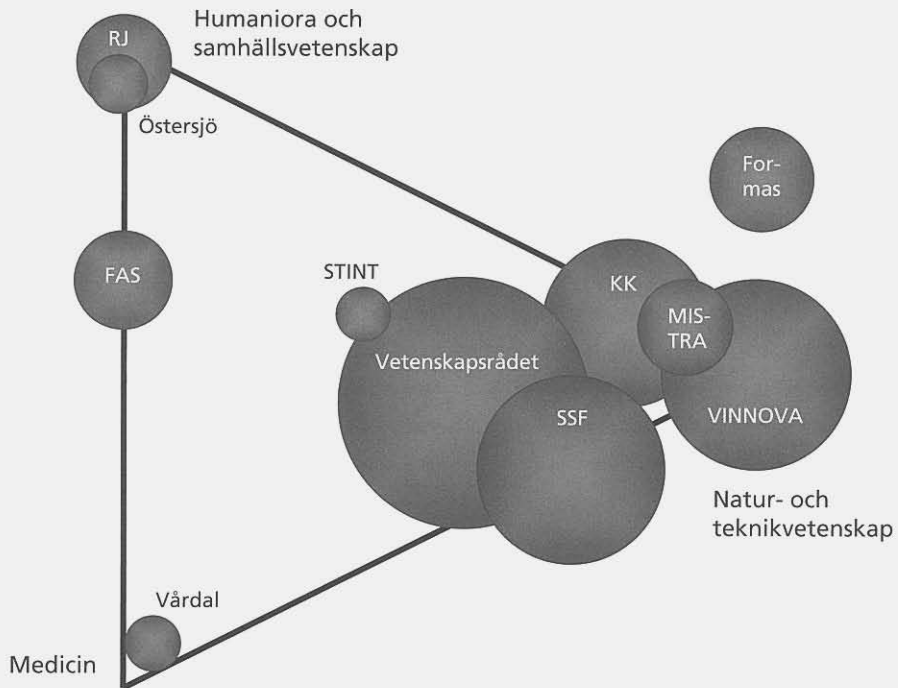 Humaniora och
samhällsvetenskap
RJ
Östersjö
For-
mas
FAS
STINT
KK
MIS-
TRA
Vetenskapsrådet
SSF
VINNOVA
Natur- och
teknikvetenskap
Vårdal
Medicin